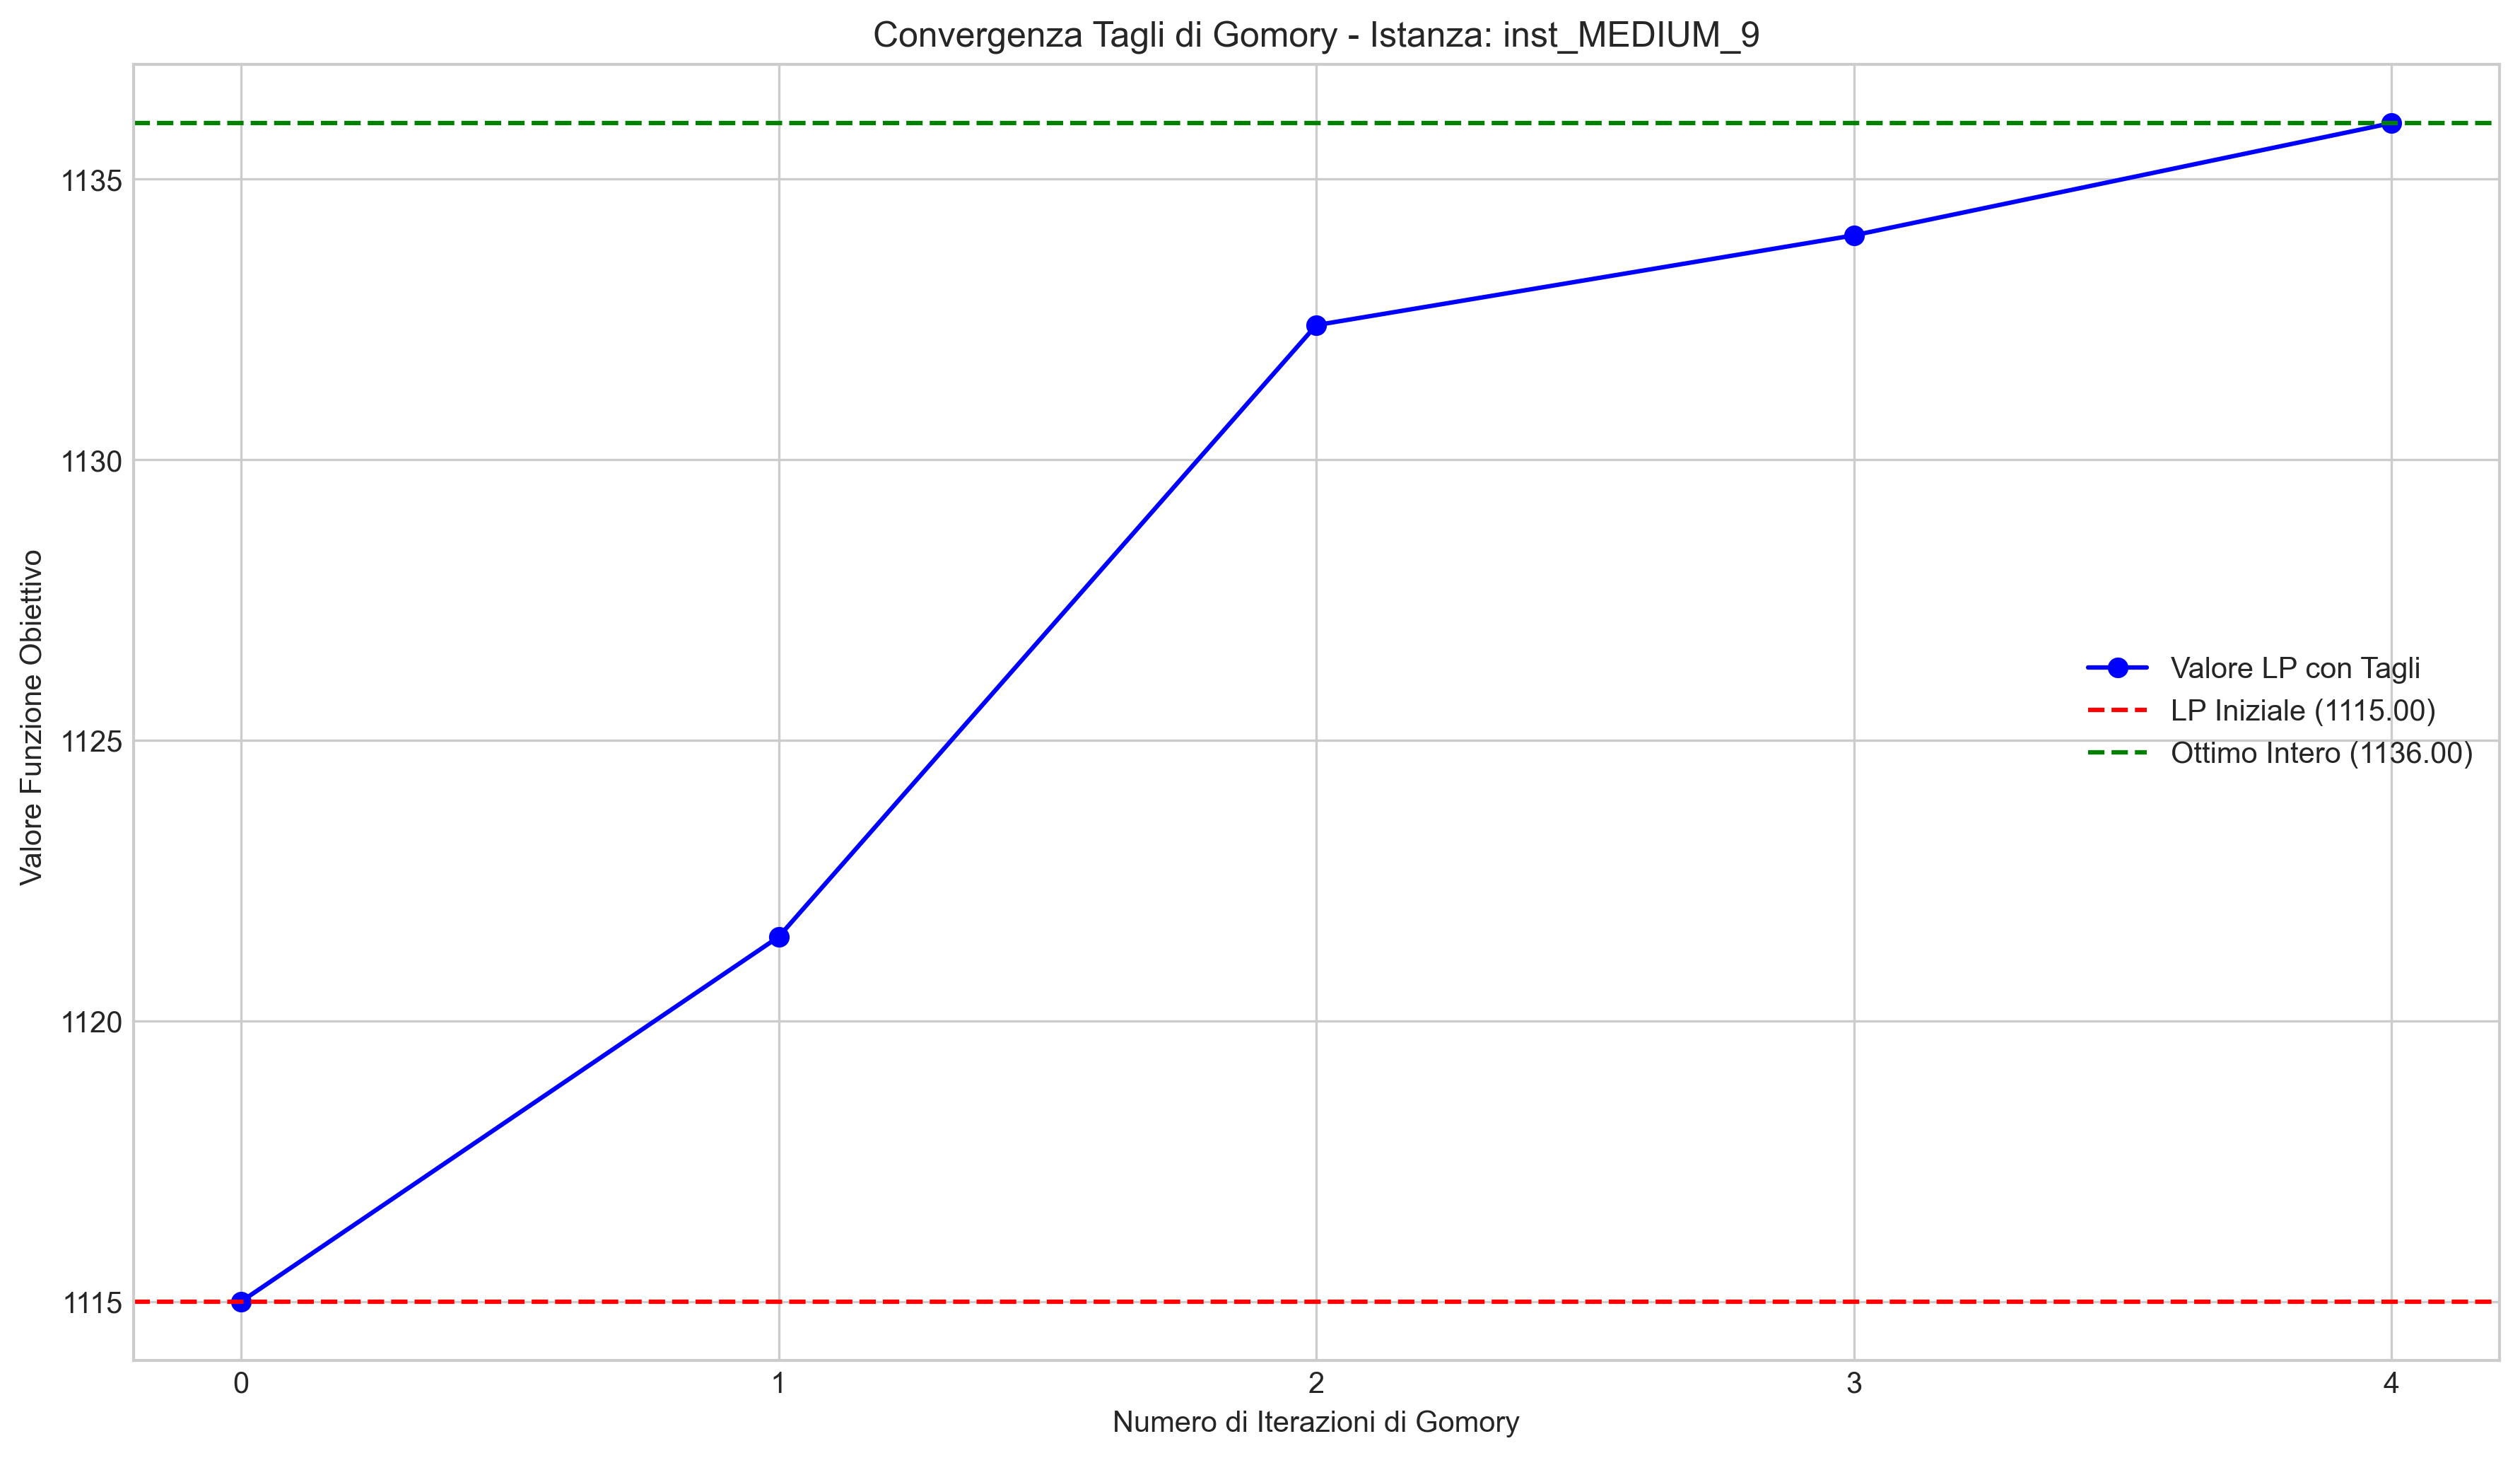 Convergenza Tagli di Gomory - Istanza: inst_MEDIUM_9
Valore Funzione Obiettivo
1135
1130
1125
1120
1115
Valore LP con Tagli
LP Iniziale (1115.00)
Ottimo Intero (1136.00)
0 1 2 3 4
Numero di Iterazioni di Gomory